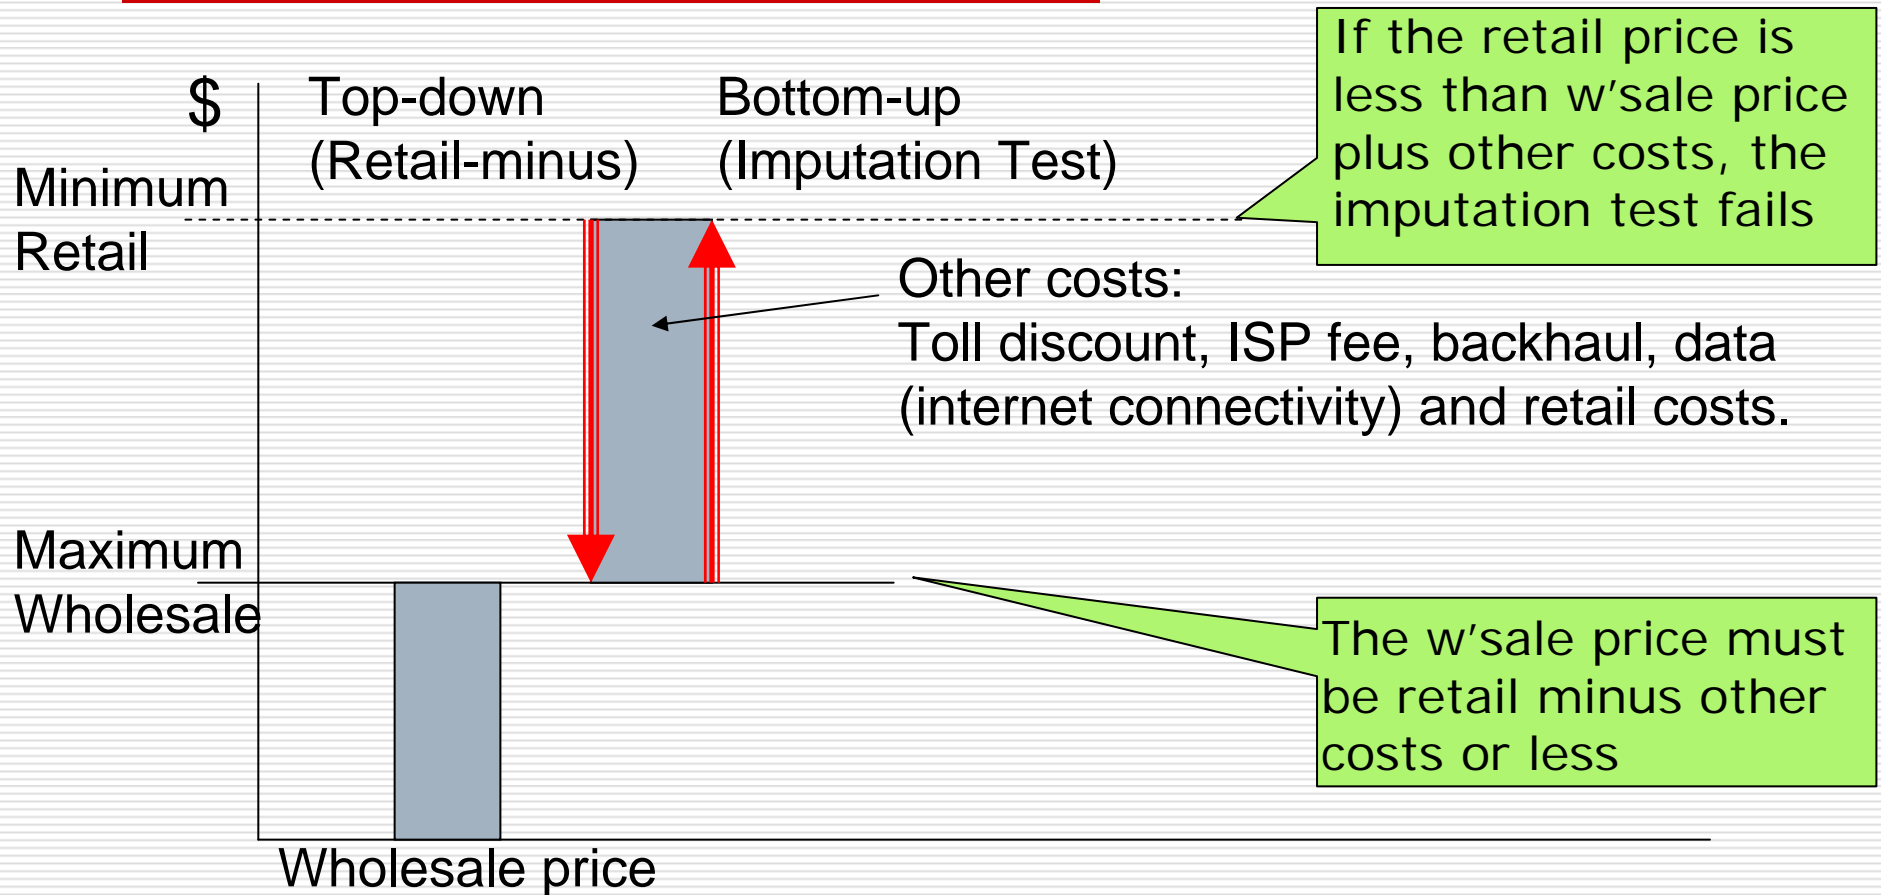 $
Top-down
(Retail-minus)
Bottom-up
(Imputation Test)
If the retail price is
less than w'sale price
plus other costs, the
imputation test fails
Minimum
Retail
Other costs:
Toll discount, ISP fee, backhaul, data
(internet connectivity) and retail costs.
Maximum
Wholesale
The w'sale price must
be retail minus other
costs or less
Wholesale price